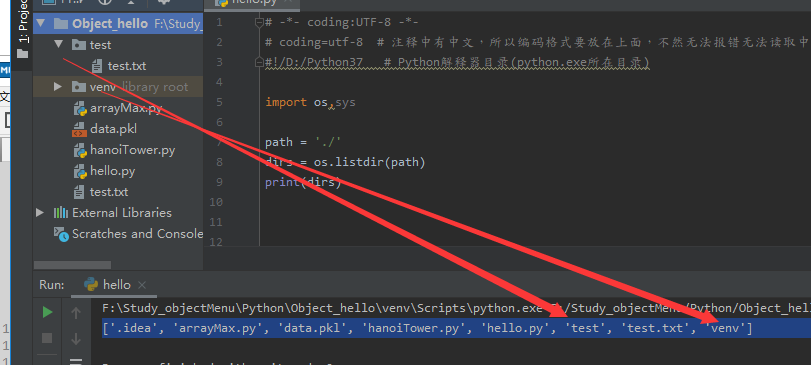 1: Project
Object_hello F:\Study_
test
test.txt
venv library root
arrayMax.py
data.pkl
hanoiTower.py
hello.py
test.txt
External Libraries
Scratches and Console
hello.py
1 # -*- coding:UTF-8 -*-
2 # coding=utf-8 # 注释中有中文，所以编码格式要放在上面，不然无法报错无法读取中
3 #!/D:/Python37 # Python解释器目录(python.exe所在目录)
4
5 import os,sys
6
7 path = './'
8 dirs = os.listdir(path)
9 print(dirs)
10
11
12
Run: hello
F:\Study_objectMenu\Python\Object_hello\venv\Scripts\python.exe F:/Study_objectMenu/Python/Object_hell
['.idea', 'arrayMax.py', 'data.pkl', 'hanoiTower.py', 'hello.py', 'test', 'test.txt', 'venv']